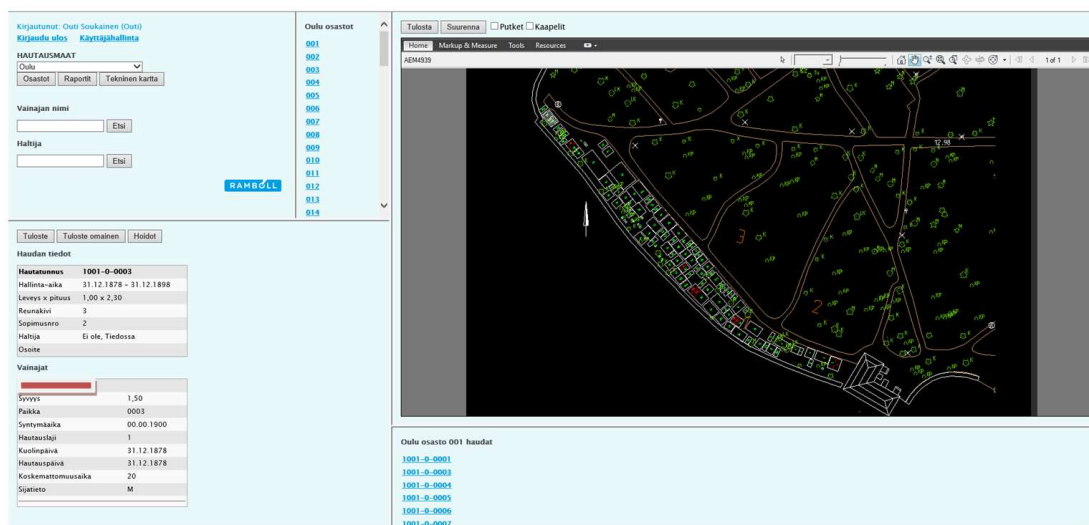 Kirjautunut: Outi Soukainen (Outi)
Kirjaudu ulos Käyttäjähallinta
HAUTAUSMAAT
Oulu
Osastot Raportit Tekninen kartta
Vainajan nimi
Etsi
Haltija
Etsi
RAMBOLL
Oulu osastot
001
002
003
004
005
006
007
008
009
010
011
012
013
014
Tulosta Suurenna Putket Kaapelit
Home Markup & Measure Tools Resources
AEM4939
1 of 1
12.98
3
2
Tuloste Tuloste omainen Hoidot
Haudan tiedot
Hautatunnus 1001-0-0003
Hallinta-aika 31.12.1878 - 31.12.1898
Leveys x pituus 1,00 x 2,30
Reunakivi 3
Sopimusnro 2
Haltija Ei ole, Tiedossa
Osoite
Vainajat
Syvyys 1,50
Paikka 0003
Syntymäaika 00.00.1900
Hautauslaji 1
Kuolinpäivä 31.12.1878
Hautauspäivä 31.12.1878
Koskemattomuusaika 20
Sijatieto M
Oulu osasto 001 haudat
1001-0-0001
1001-0-0003
1001-0-0004
1001-0-0005
1001-0-0006
1001-0-0007